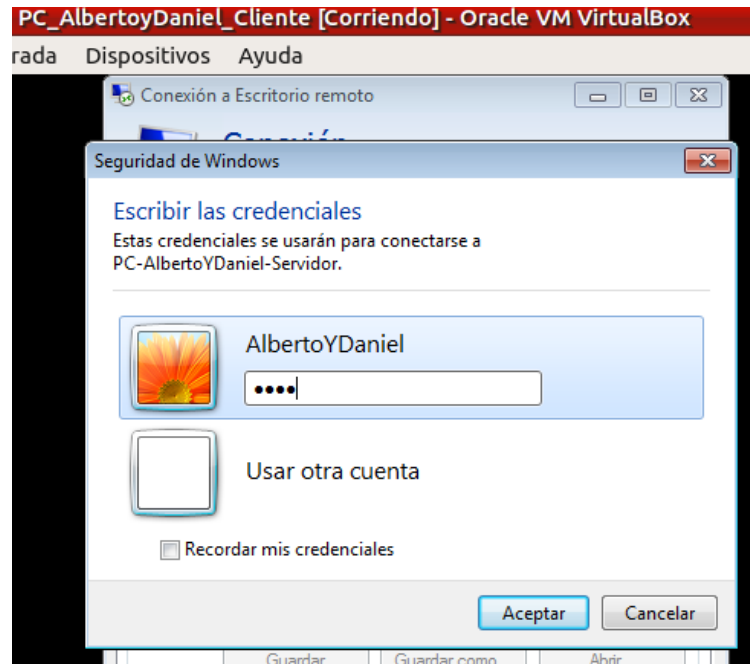 PC_AlbertoyDaniel_Cliente [Corriendo] - Oracle VM VirtualBox
rada Dispositivos Ayuda
Conexión a Escritorio remoto
Conexión
Seguridad de Windows
Escribir las credenciales
Estas credenciales se usarán para conectarse a
PC-AlbertoYDaniel-Servidor.
AlbertoYDaniel
••••
Usar otra cuenta
Recordar mis credenciales
Aceptar Cancelar
Guardar Guardar como Abrir